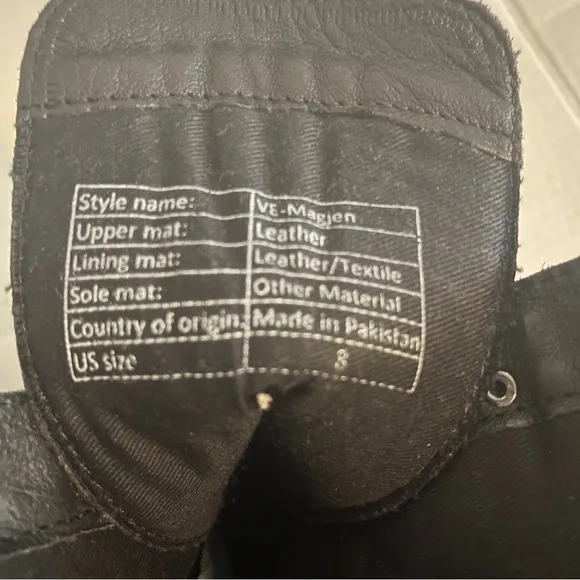 Style name: VE-Magjen
Upper mat: Leather
Lining mat: Leather/Textile
Sole mat: Other Material
Country of origin. Made in Pakistan
US size 8